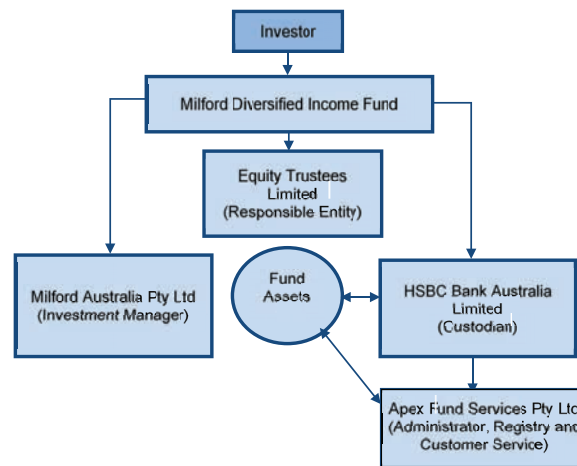 Investor
Milford Diversified Income Fund
Equity Trustees
Limited
(Responsible Entity)
Milford Australia Pty Ltd
(Investment Manager)
Fund
Assets
HSBC Bank Australia
Limited
(Custodian)
Apex Fund Services Pty Ltd
(Administrator, Registry and
Customer Service)